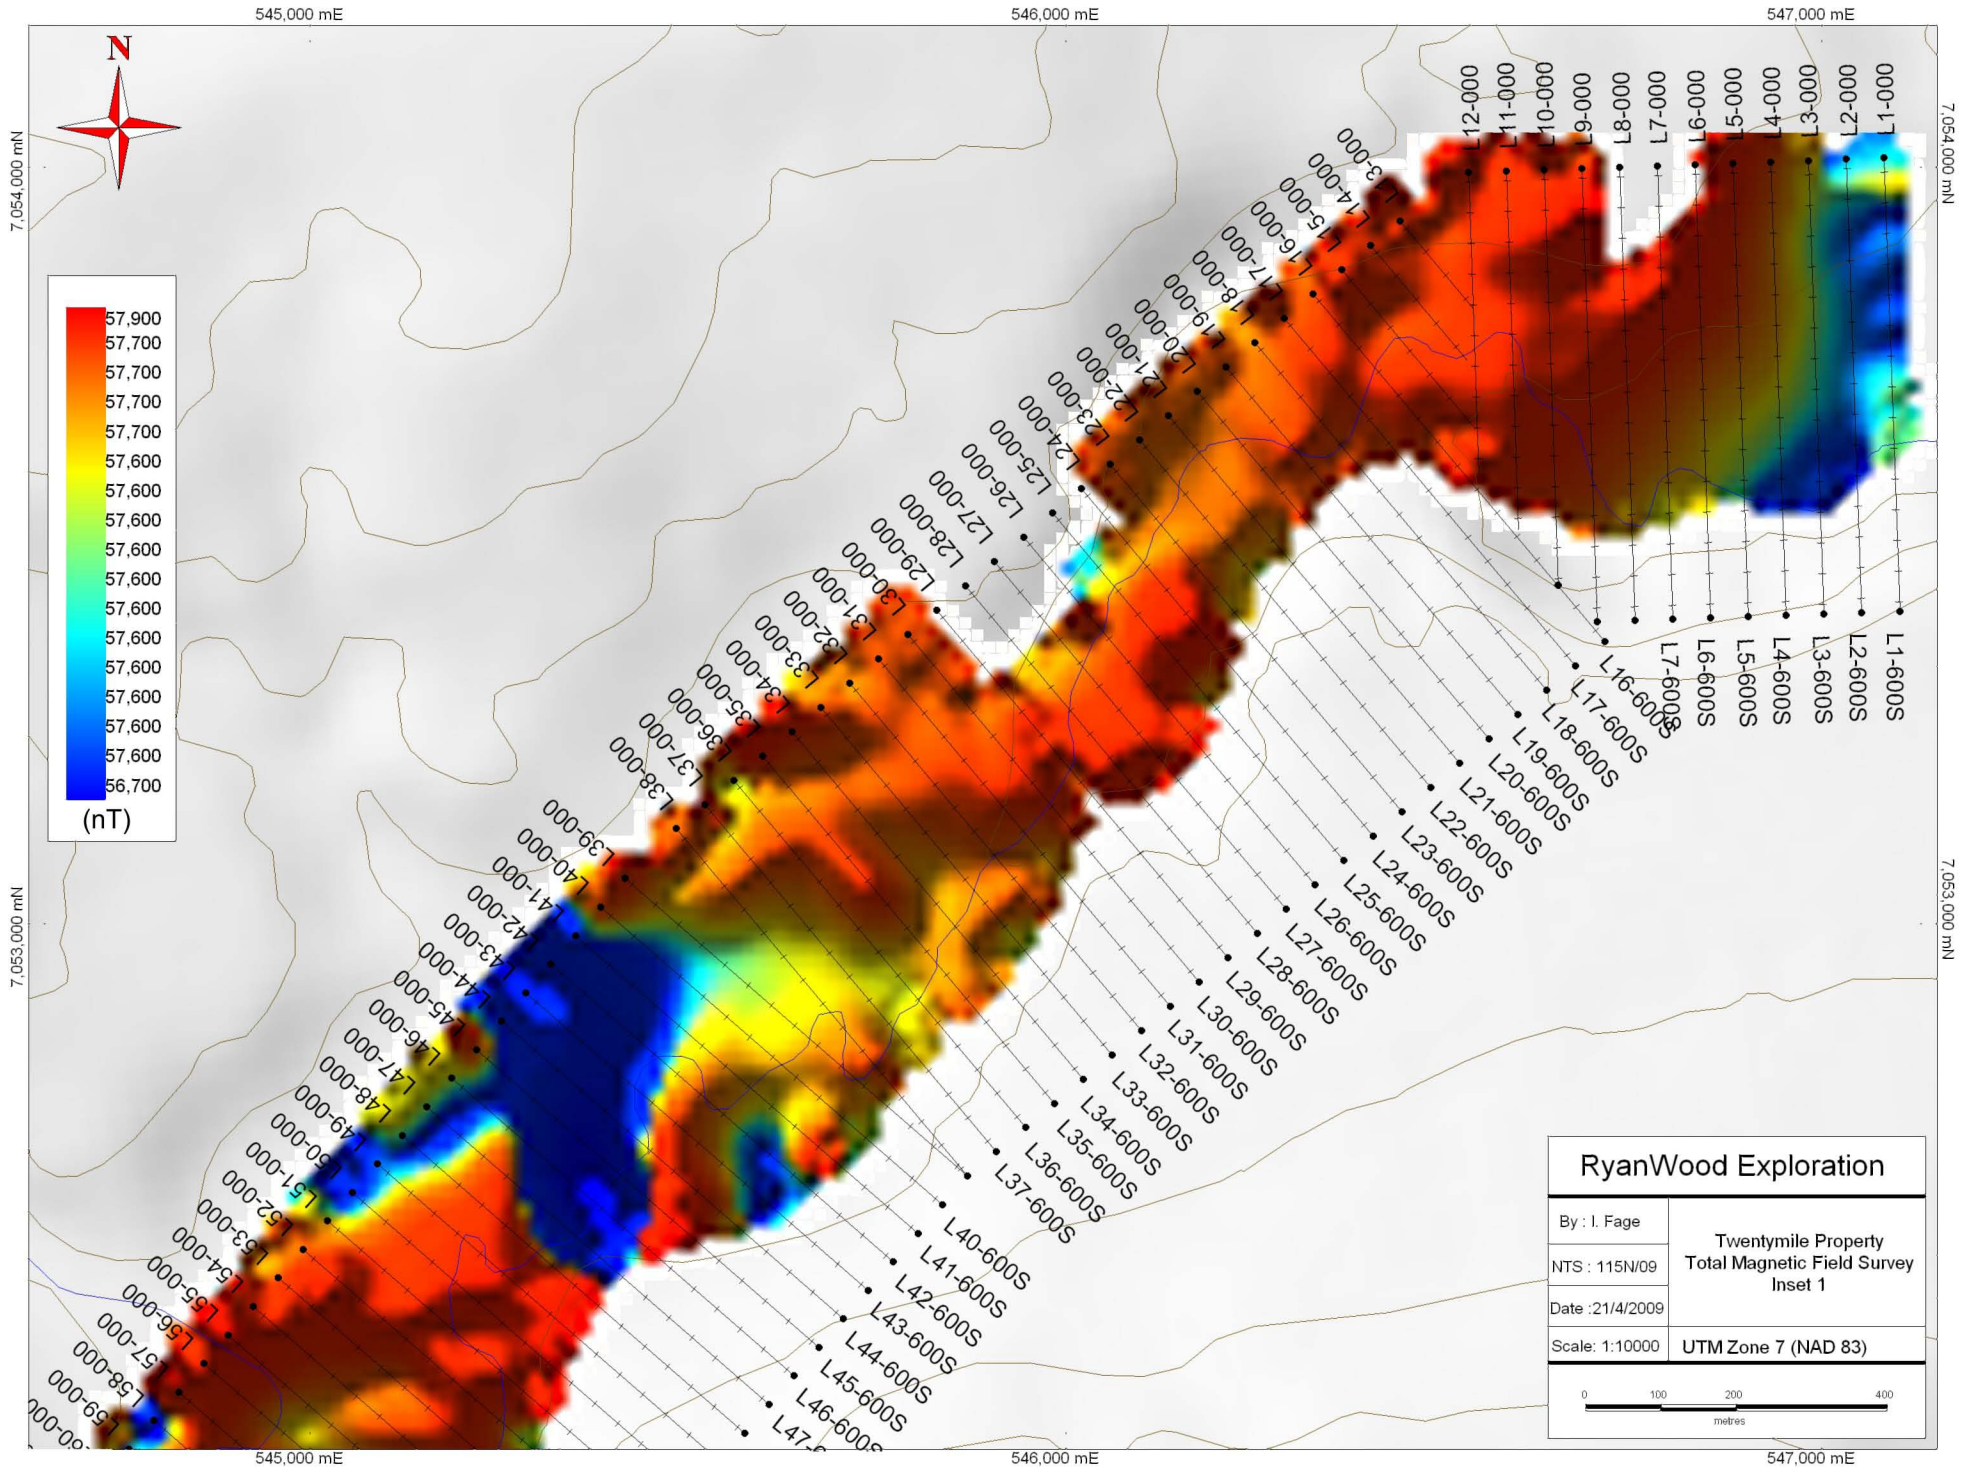 545,000 mE
546,000 mE
547,000 mE
N
7,054,000 mN
7,054,000 mN
7,053,000 mN
7,053,000 mN
57,900
57,700
57,700
57,700
57,700
57,600
57,600
57,600
57,600
57,600
57,600
57,600
57,600
57,600
57,600
57,600
56,700
(nT)
L12-000
L11-000
L10-000
L9-000
L8-000
L7-000
L6-000
L5-000
L4-000
L3-000
L2-000
L1-000
L13-000
L14-000
L15-000
L16-000
L17-000
L18-000
L19-000
L20-000
L21-000
L22-000
L23-000
L24-000
L25-000
L26-000
L27-000
L28-000
L29-000
L30-000
L31-000
L32-000
L33-000
L34-000
L35-000
L36-000
L37-000
L38-000
L39-000
L40-000
L41-000
L42-000
L43-000
L44-000
L45-000
L46-000
L47-000
L48-000
L49-000
L50-000
L51-000
L52-000
L53-000
L54-000
L55-000
L56-000
L57-000
L58-000
L59-000
60-000
L16-600S
L7-600S
L6-600S
L5-600S
L4-600S
L3-600S
L2-600S
L1-600S
L17-600S
L18-600S
L19-600S
L20-600S
L21-600S
L22-600S
L23-600S
L24-600S
L25-600S
L26-600S
L27-600S
L28-600S
L29-600S
L30-600S
L31-600S
L32-600S
L33-600S
L34-600S
L35-600S
L36-600S
L37-600S
L40-600S
L41-600S
L42-600S
L43-600S
L44-600S
L45-600S
L46-600S
L47-6
RyanWood Exploration
By : I. Fage
NTS : 115N/09
Date :21/4/2009
Scale: 1:10000
Twentymile Property
Total Magnetic Field Survey
Inset 1
UTM Zone 7 (NAD 83)
0 100 200 400
metres
545,000 mE
546,000 mE
547,000 mE